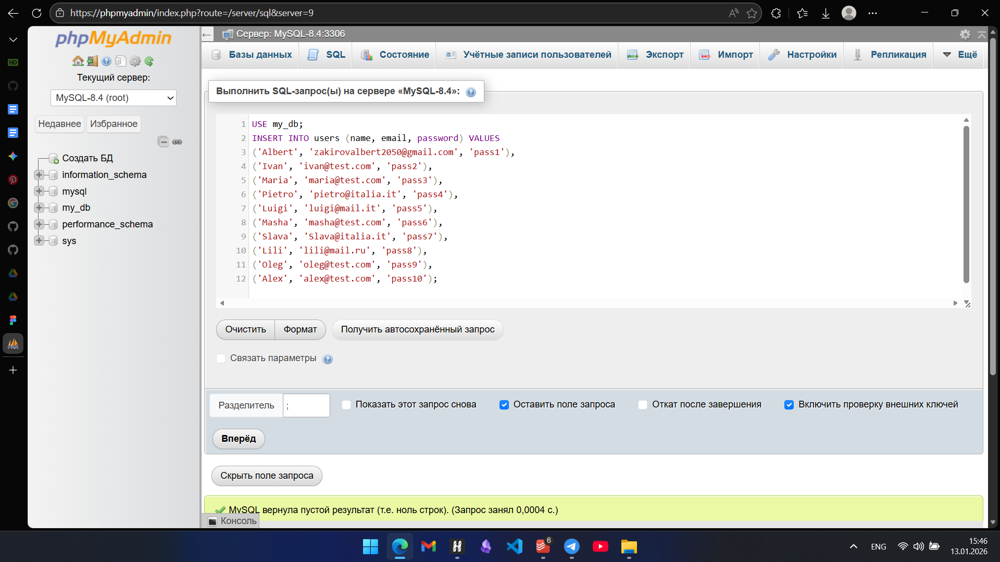 https://phpmyadmin/index.php?route=/server/sql&server=9
phpMyAdmin
Текущий сервер:
MySQL-8.4 (root)
Недавнее Избранное
Создать БД
information_schema
mysql
my_db
performance_schema
sys
Сервер: MySQL-8.4:3306
Базы данных SQL Состояние Учётные записи пользователей Экспорт Импорт Настройки Репликация Ещё
Выполнить SQL-запрос(ы) на сервере «MySQL-8.4»:
1 USE my_db;
2 INSERT INTO users (name, email, password) VALUES
3 ('Albert', 'zakirovalbert2050@gmail.com', 'pass1'),
4 ('Ivan', 'ivan@test.com', 'pass2'),
5 ('Maria', 'maria@test.com', 'pass3'),
6 ('Pietro', 'pietro@italia.it', 'pass4'),
7 ('Luigi', 'luigi@mail.it', 'pass5'),
8 ('Masha', 'masha@test.com', 'pass6'),
9 ('Slava', 'Slava@italia.it', 'pass7'),
10 ('Lili', 'lili@mail.ru', 'pass8'),
11 ('Oleg', 'oleg@test.com', 'pass9'),
12 ('Alex', 'alex@test.com', 'pass10');
Очистить Формат Получить автосохранённый запрос
Связать параметры
Разделитель ; Показать этот запрос снова Оставить поле запроса Откат после завершения Включить проверку внешних ключей
Вперёд
Скрыть поле запроса
MySQL вернула пустой результат (т.е. ноль строк). (Запрос занял 0,0004 с.)
Консоль
HD
PMA
6
ENG
15:46
13.01.2026